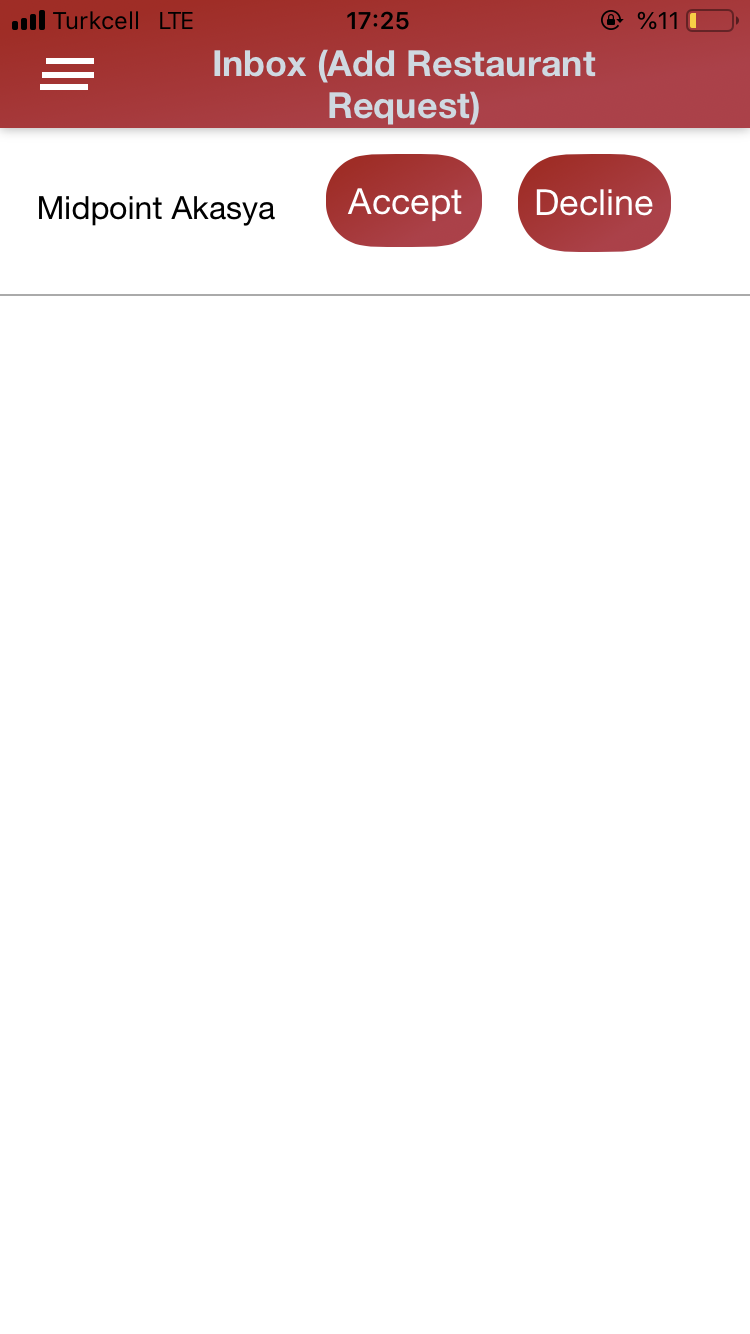 Turkcell LTE 17:25 %11
Inbox (Add Restaurant
Request)
Midpoint Akasya Accept Decline